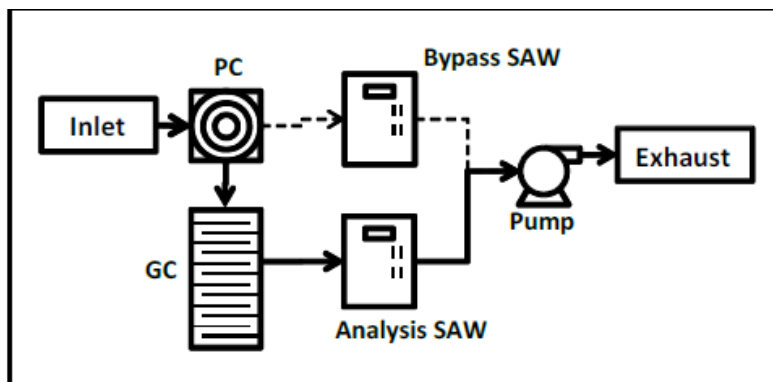 PC
Bypass SAW
Inlet
Exhaust
Pump
GC
Analysis SAW